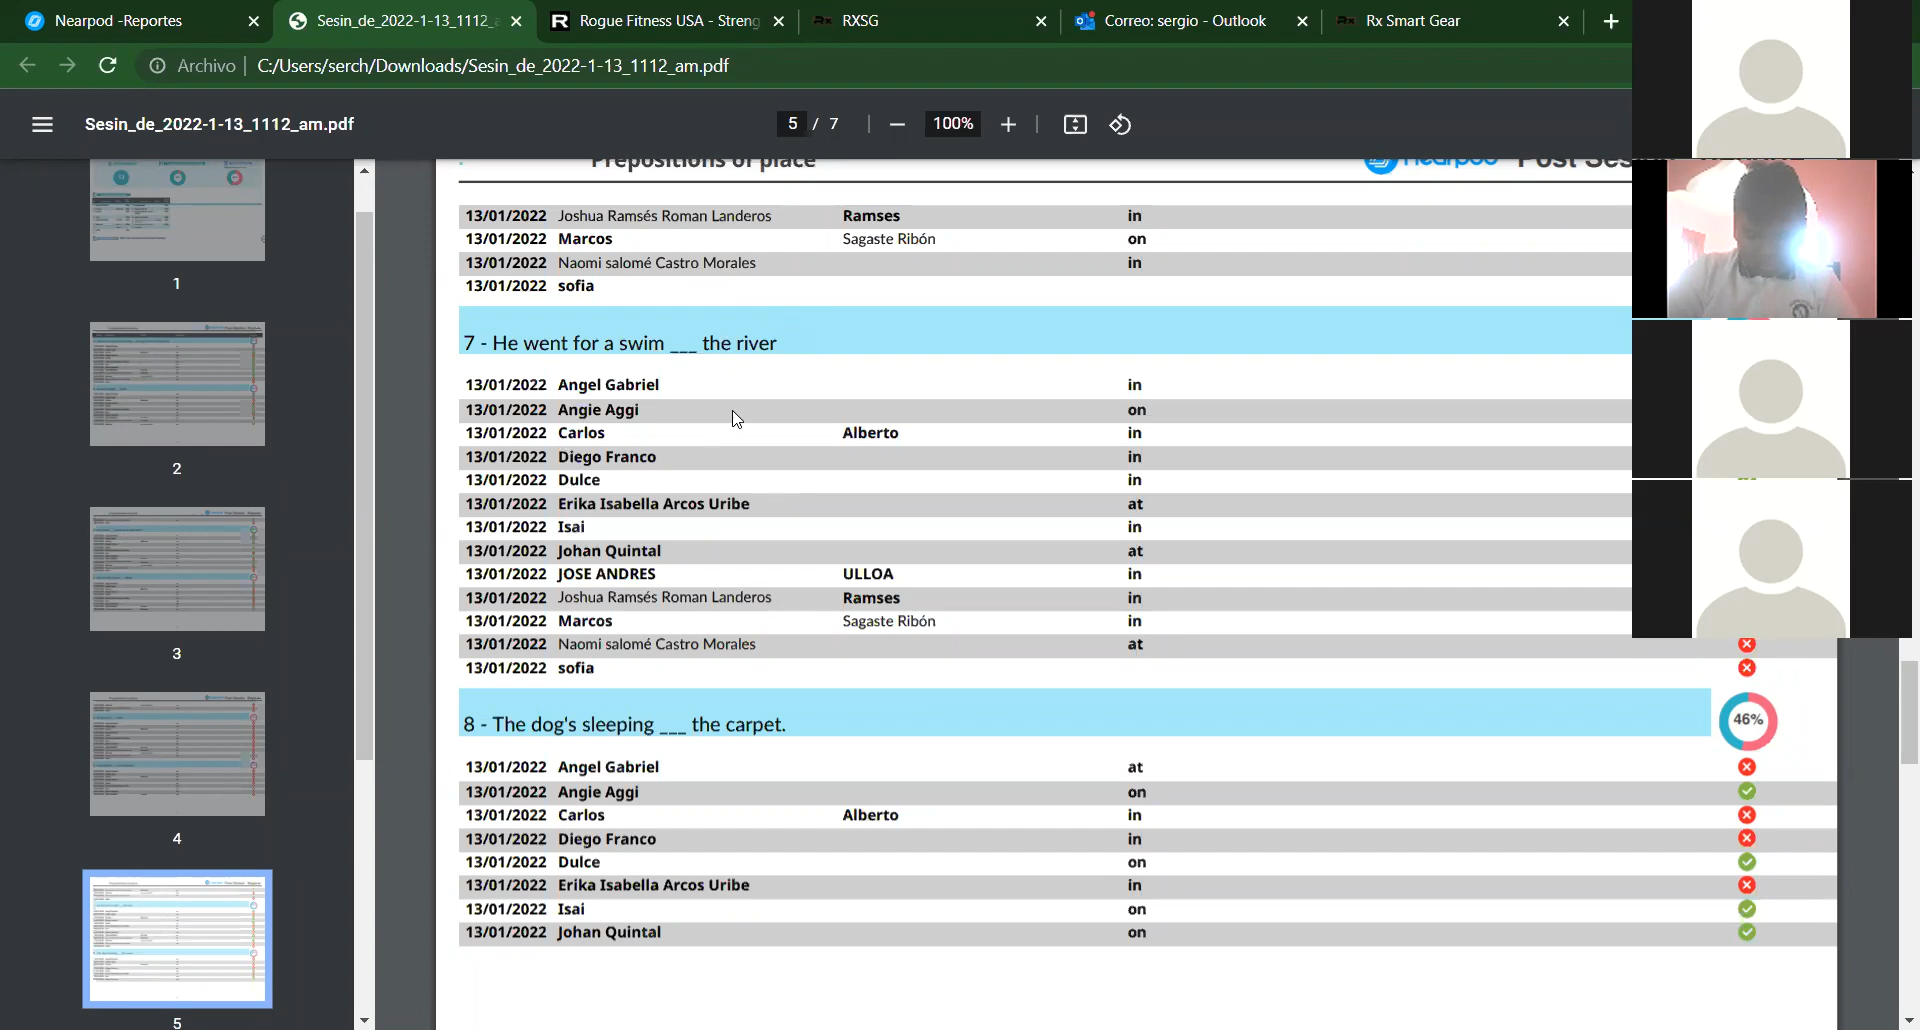 Nearpod -Reportes
Sesin_de_2022-1-13_1112_a
Rogue Fitness USA - Streng
RXSG
Correo: sergio - Outlook
Rx Smart Gear
Archivo
C:/Users/serch/Downloads/Sesin_de_2022-1-13_1112_am.pdf
Sesin_de_2022-1-13_1112_am.pdf
5 / 7
100%
1
2
3
4
5
Prepositions of place
nearpod Post Ses
13/01/2022 Joshua Ramsés Roman Landeros Ramses in
13/01/2022 Marcos Sagaste Ribón on
13/01/2022 Naomi salomé Castro Morales in
13/01/2022 sofia
7 - He went for a swim ___ the river
13/01/2022 Angel Gabriel in
13/01/2022 Angie Aggi on
13/01/2022 Carlos Alberto in
13/01/2022 Diego Franco in
13/01/2022 Dulce in
13/01/2022 Erika Isabella Arcos Uribe at
13/01/2022 Isai in
13/01/2022 Johan Quintal at
13/01/2022 JOSE ANDRES ULLOA in
13/01/2022 Joshua Ramsés Roman Landeros Ramses in
13/01/2022 Marcos Sagaste Ribón in
13/01/2022 Naomi salomé Castro Morales at
13/01/2022 sofia
8 - The dog's sleeping ___ the carpet.
46%
13/01/2022 Angel Gabriel at
13/01/2022 Angie Aggi on
13/01/2022 Carlos Alberto in
13/01/2022 Diego Franco in
13/01/2022 Dulce on
13/01/2022 Erika Isabella Arcos Uribe in
13/01/2022 Isai on
13/01/2022 Johan Quintal on